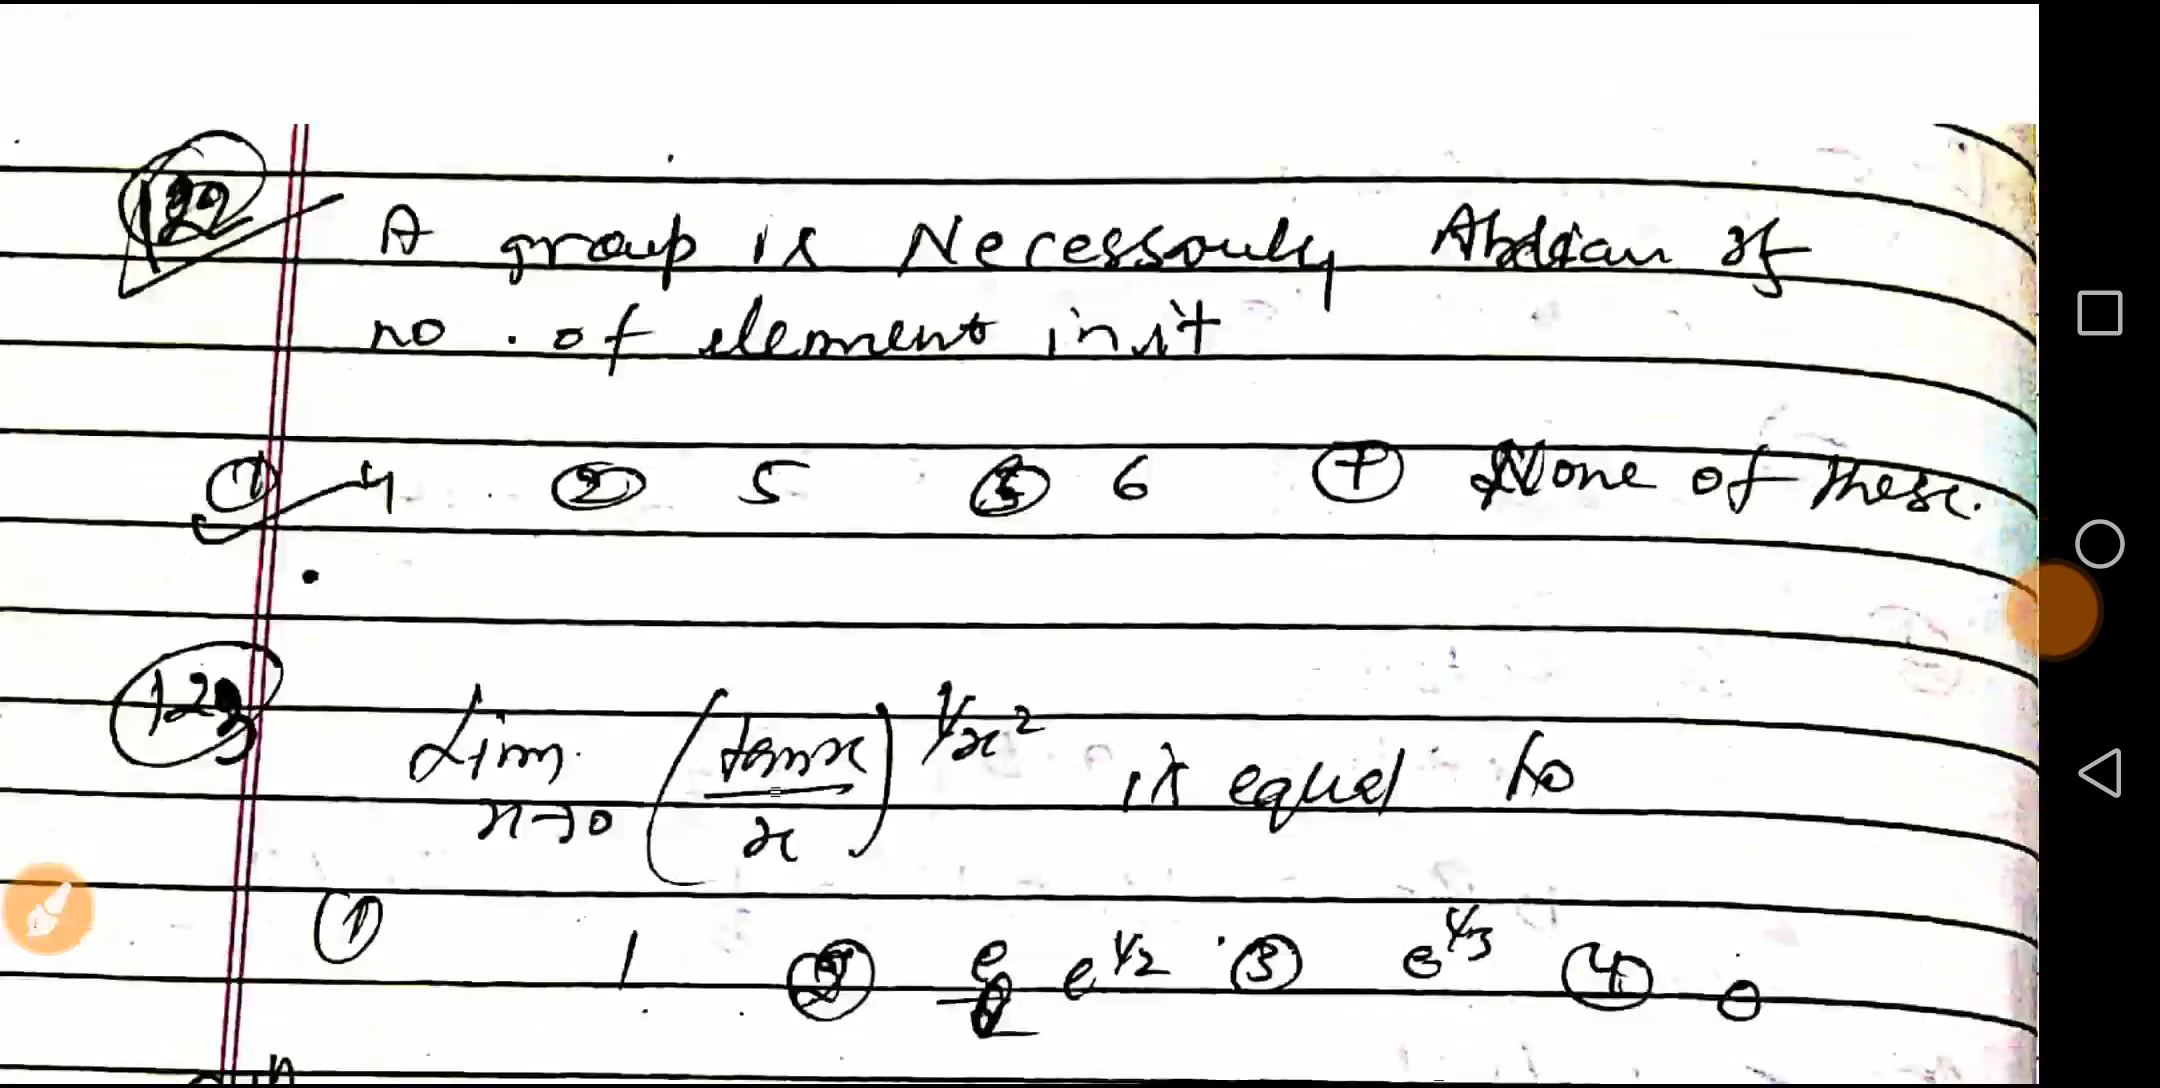 122 A group is Necessarily Abelian if
no. of element in it
① 4 ② 5 ③ 6 ④ None of these.
123 Lim x→0 (tanx/x)^1/x² is equal to
① 1 ② e^1/2 ③ e^1/3 ④ 0